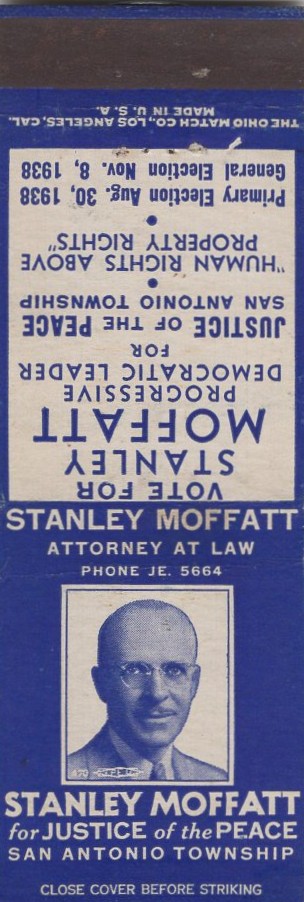 THE OHIO MATCH CO., LOS ANGELES, CAL.
MADE IN U. S. A.
VOTE FOR
STANLEY
MOFFATT
PROGRESSIVE
DEMOCRATIC LEADER
FOR
JUSTICE OF THE PEACE
SAN ANTONIO TOWNSHIP
•
"HUMAN RIGHTS ABOVE
PROPERTY RIGHTS"
•
Primary Election Aug. 30, 1938
General Election Nov. 8, 1938
STANLEY MOFFATT
ATTORNEY AT LAW
PHONE JE. 5664
STANLEY MOFFATT
for JUSTICE of the PEACE
SAN ANTONIO TOWNSHIP
CLOSE COVER BEFORE STRIKING